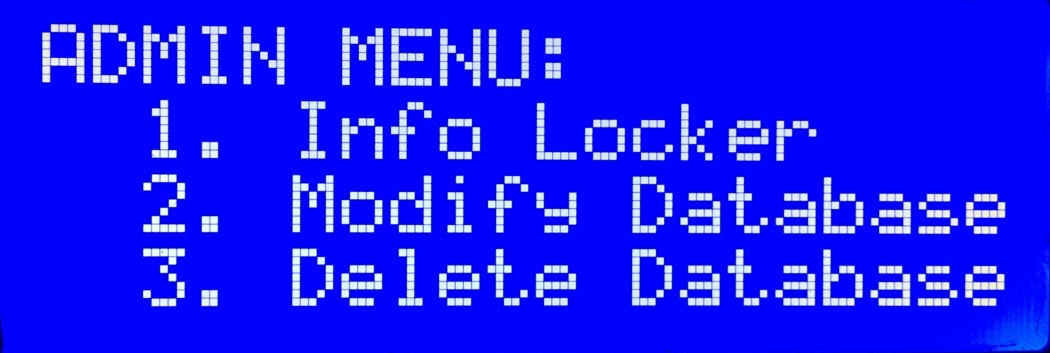 ADMIN MENU:
1. Info Locker
2. Modify Database
3. Delete Database